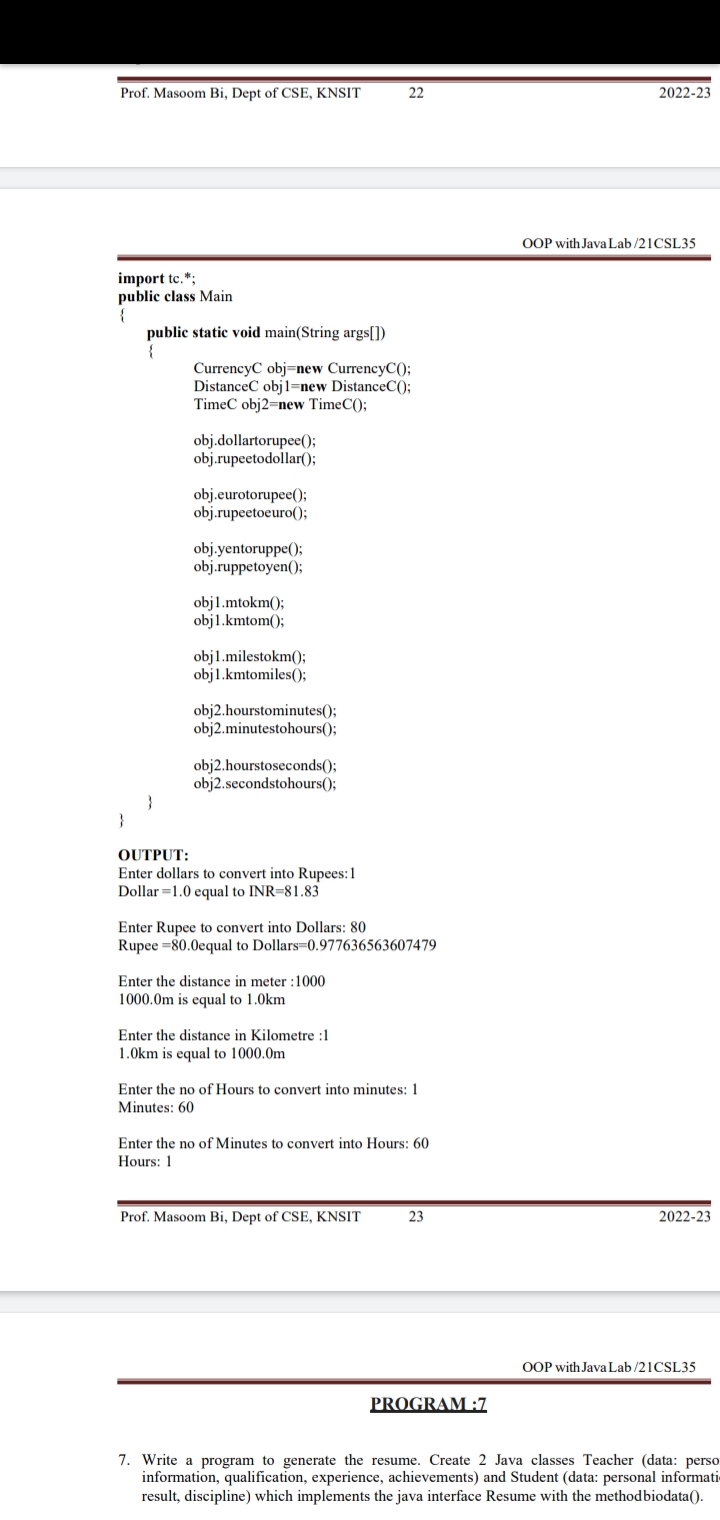 Prof. Masoom Bi, Dept of CSE, KNSIT 22 2022-23
OOP with Java Lab /21CSL35
import tc.*;
public class Main
{
public static void main(String args[])
{
CurrencyC obj=new CurrencyC();
DistanceC obj1=new DistanceC();
TimeC obj2=new TimeC();
obj.dollartorupee();
obj.rupeetodollar();
obj.eurotorupee();
obj.rupeetoeuro();
obj.yentoruppe();
obj.ruppetoyen();
obj1.mtokm();
obj1.kmtom();
obj1.milestokm();
obj1.kmtomiles();
obj2.hourstominutes();
obj2.minutestohours();
obj2.hourstoseconds();
obj2.secondstohours();
}
}
OUTPUT:
Enter dollars to convert into Rupees:1
Dollar =1.0 equal to INR=81.83
Enter Rupee to convert into Dollars: 80
Rupee =80.0equal to Dollars=0.977636563607479
Enter the distance in meter :1000
1000.0m is equal to 1.0km
Enter the distance in Kilometre :1
1.0km is equal to 1000.0m
Enter the no of Hours to convert into minutes: 1
Minutes: 60
Enter the no of Minutes to convert into Hours: 60
Hours: 1
Prof. Masoom Bi, Dept of CSE, KNSIT 23 2022-23
OOP with Java Lab /21CSL35
PROGRAM :7
7. Write a program to generate the resume. Create 2 Java classes Teacher (data: perso
information, qualification, experience, achievements) and Student (data: personal informati
result, discipline) which implements the java interface Resume with the methodbiodata().